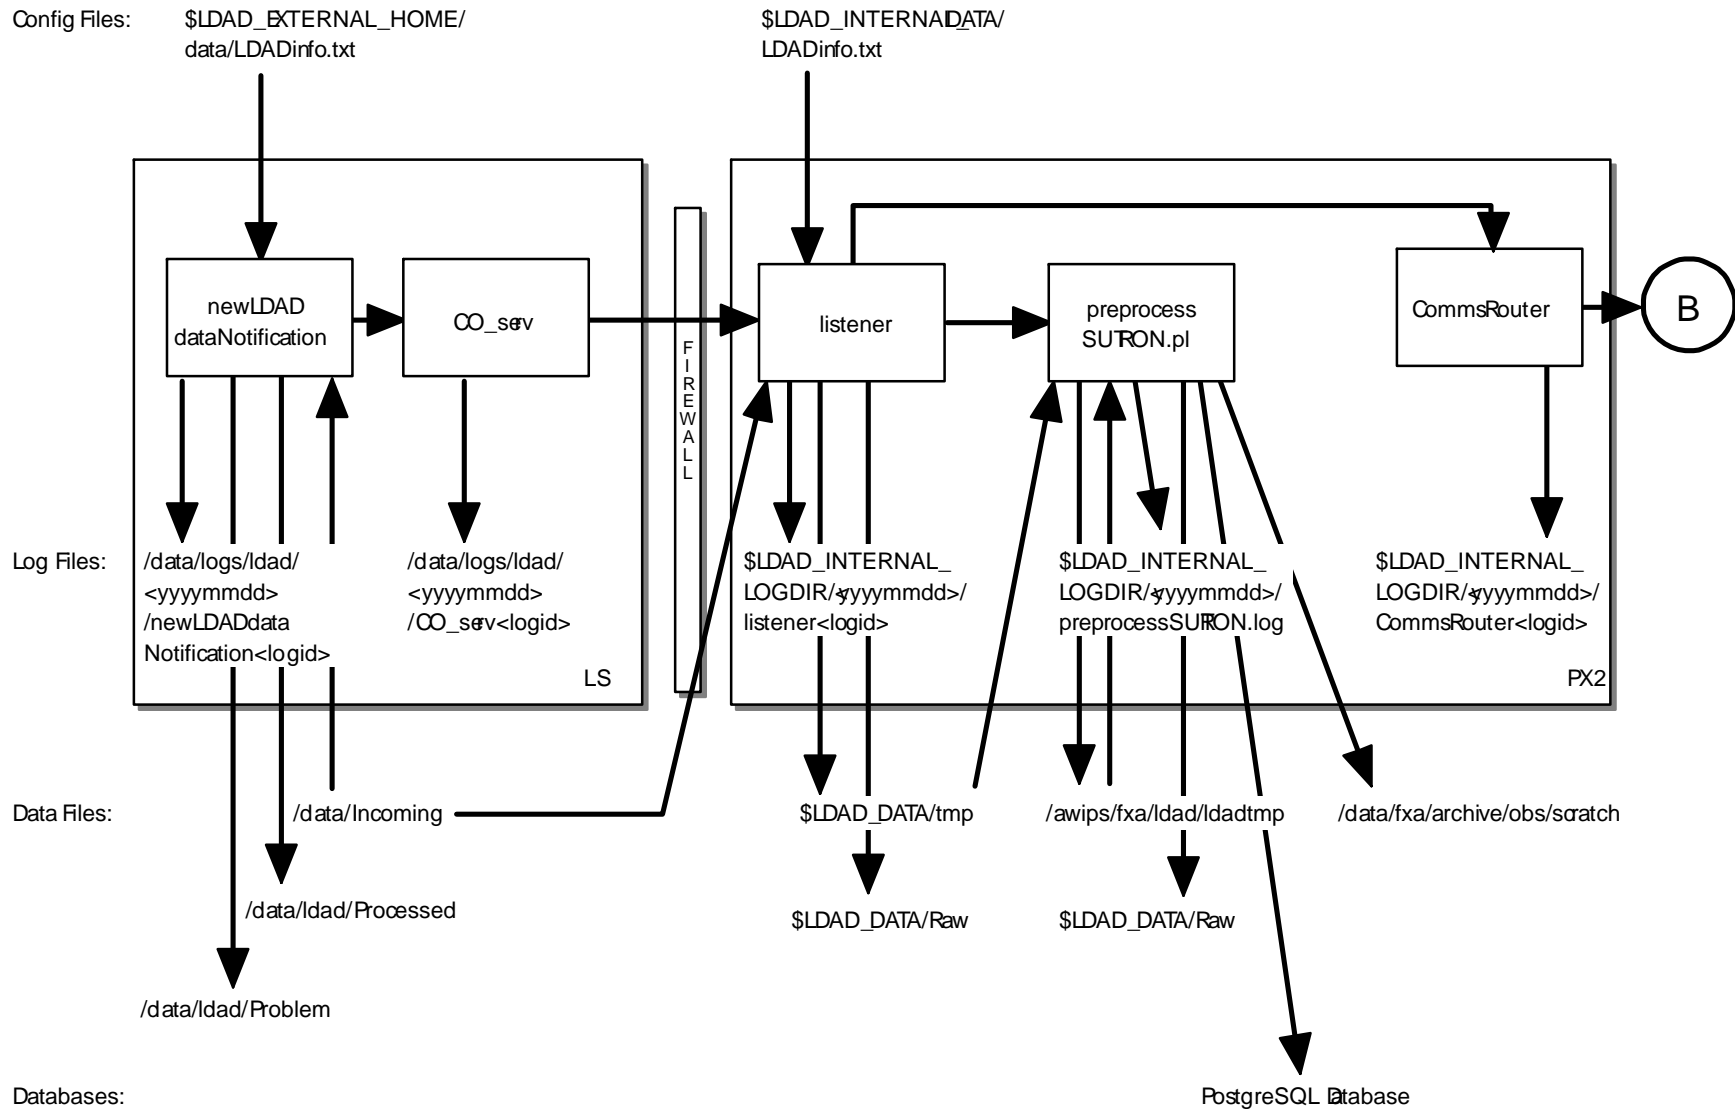 Config Files:
$LDAD_EXTERNAL_HOME/
data/LDADinfo.txt
$LDAD_INTERNALDATA/
LDADinfo.txt
newLDAD
dataNotification
CO_serv
FIREWALL
listener
preprocess
SUTRON.pl
CommsRouter
B
Log Files:
/data/logs/ldad/
<yyyymmdd>
/newLDADdata
Notification<logid>
/data/logs/ldad/
<yyyymmdd>
/CO_serv<logid>
$LDAD_INTERNAL_
LOGDIR/<yyyymmdd>/
listener<logid>
$LDAD_INTERNAL_
LOGDIR/<yyyymmdd>/
preprocessSUTRON.log
$LDAD_INTERNAL_
LOGDIR/<yyyymmdd>/
CommsRouter<logid>
LS
PX2
Data Files:
/data/Incoming
$LDAD_DATA/tmp
/awips/fxa/ldad/ldadtmp
/data/fxa/archive/obs/scratch
/data/ldad/Processed
$LDAD_DATA/Raw
$LDAD_DATA/Raw
/data/ldad/Problem
Databases:
PostgreSQL Database